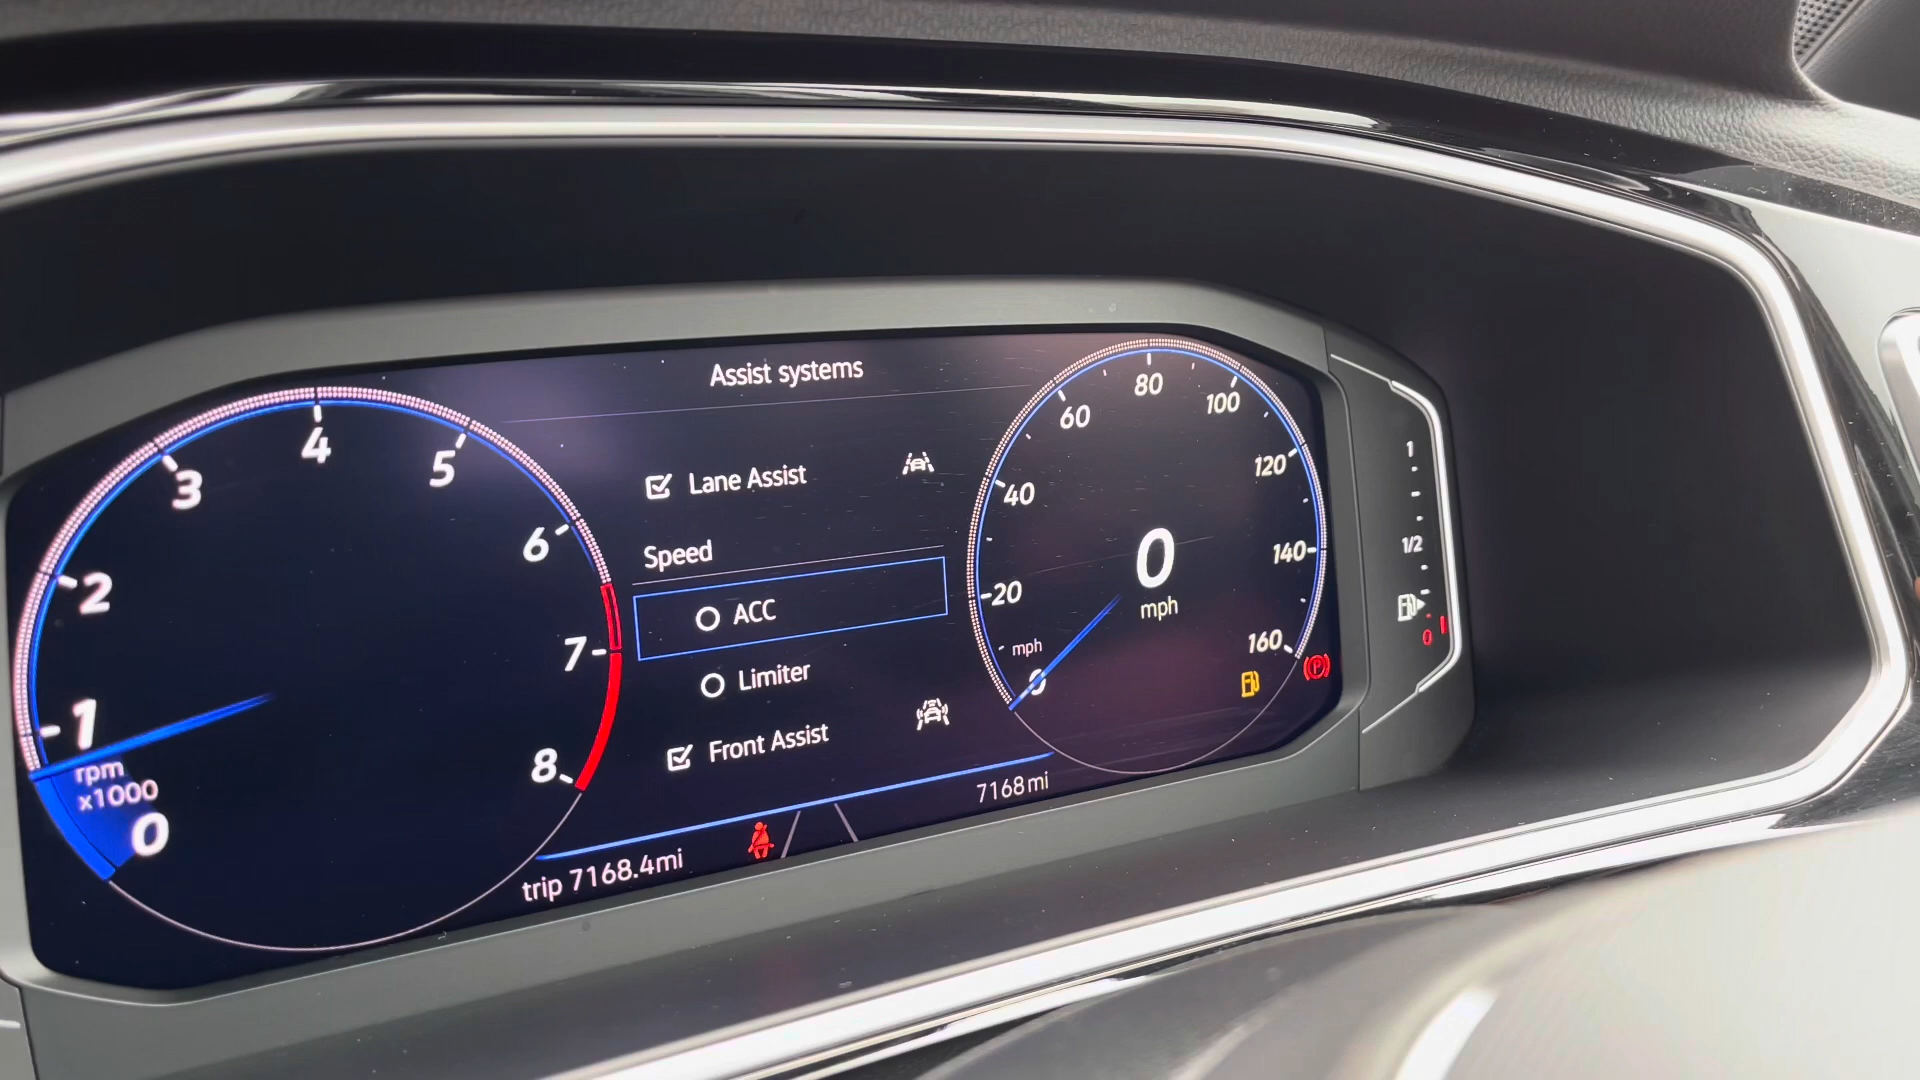 Assist systems
Lane Assist
Speed
ACC
Limiter
Front Assist
trip 7168.4mi
7168mi
0
1
2
3
4
5
6
7
8
rpm
x1000
0
20
40
60
80
100
120
140
160
mph
0
mph
1
1/2
0
P